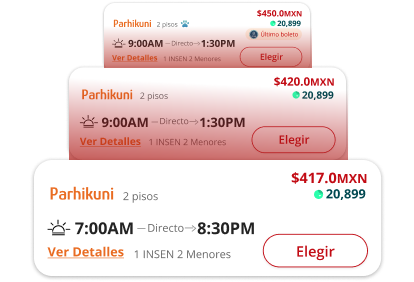 $450.0MXN
Parhikuni 2 pisos 20,899
Último boleto
9:00AM Directo 1:30PM
Elegir
Ver Detalles 1 INSEN 2 Menores
$420.0MXN
Parhikuni 2 pisos 20,899
9:00AM Directo 1:30PM
Ver Detalles 1 INSEN 2 Menores Elegir
$417.0MXN
Parhikuni 2 pisos 20,899
7:00AM Directo 8:30PM
Ver Detalles 1 INSEN 2 Menores Elegir